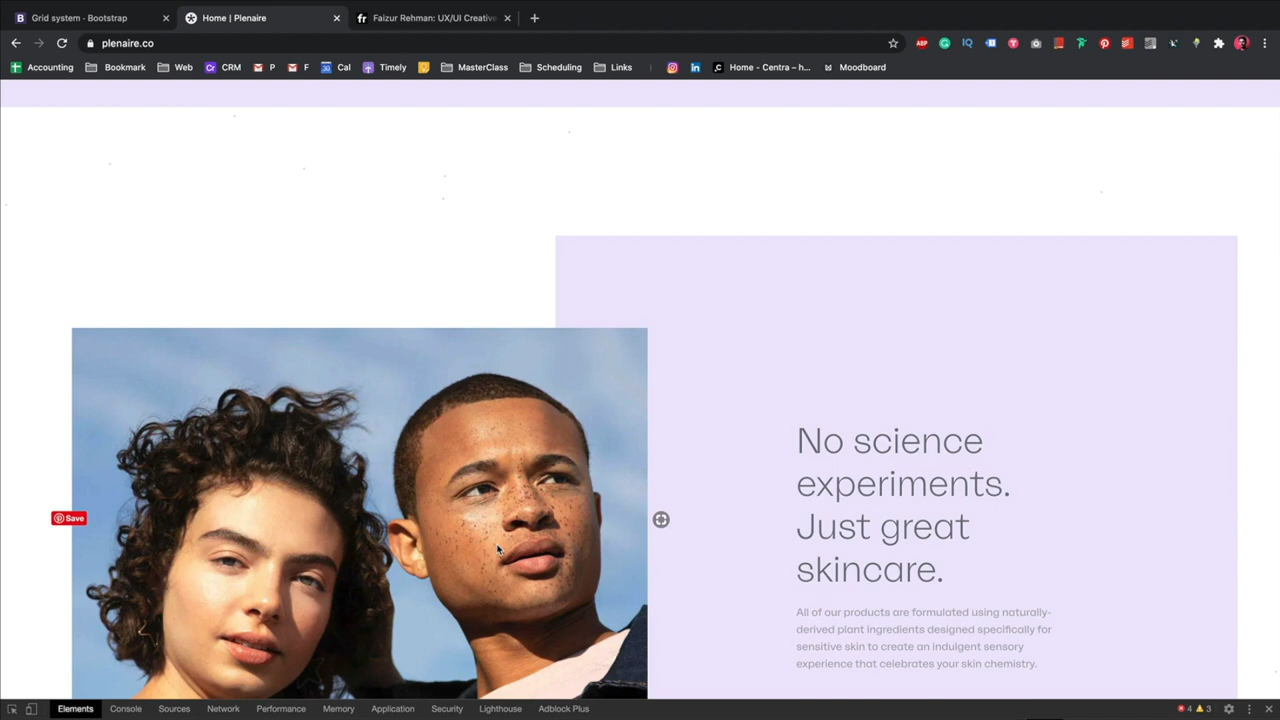 Grid system - Bootstrap
Home | Plenaire
fr Faizur Rehman: UX/UI Creative
plenaire.co
Accounting
Bookmark
Web
CRM
P
F
Cal
Timely
MasterClass
Scheduling
Links
Home - Centra – h...
Moodboard
No science
experiments.
Just great
skincare.
Save
All of our products are formulated using naturally-
derived plant ingredients designed specifically for
sensitive skin to create an indulgent sensory
experience that celebrates your skin chemistry.
Elements
Console
Sources
Network
Performance
Memory
Application
Security
Lighthouse
Adblock Plus
4
3